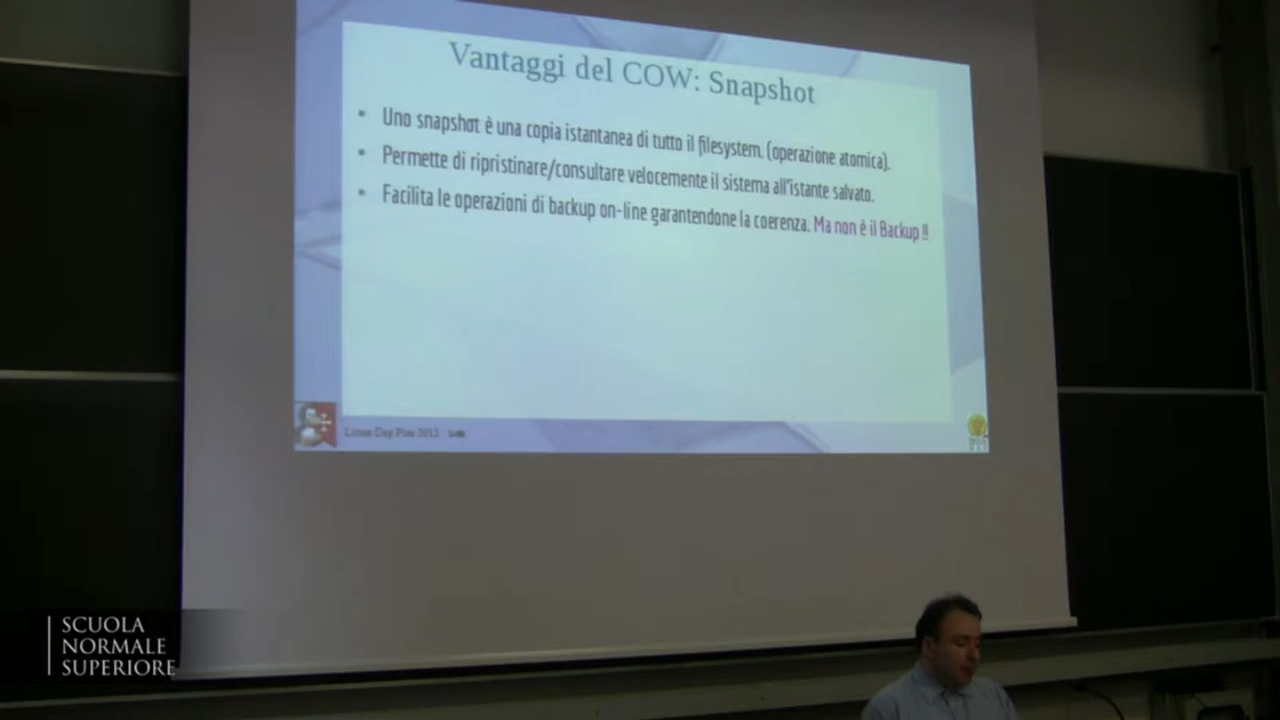 Vantaggi del COW: Snapshot
• Uno snapshot è una copia istantanea di tutto il filesystem. (operazione atomica).
• Permette di ripristinare/consultare velocemente il sistema all'istante salvato.
• Facilita le operazioni di backup on-line garantendone la coerenza. Ma non è il Backup !!
Linux Day Pisa 2013
SCUOLA
NORMALE
SUPERIORE